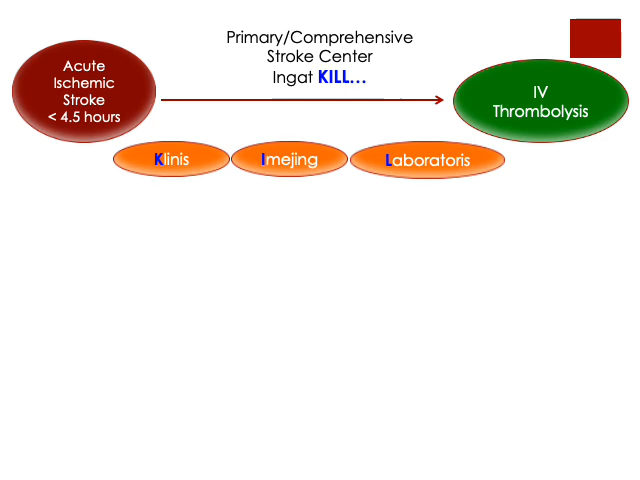 Primary/Comprehensive
Stroke Center
Ingat KILL...
Acute
Ischemic
Stroke
< 4.5 hours
IV
Thrombolysis
Klinis
Imejing
Laboratoris